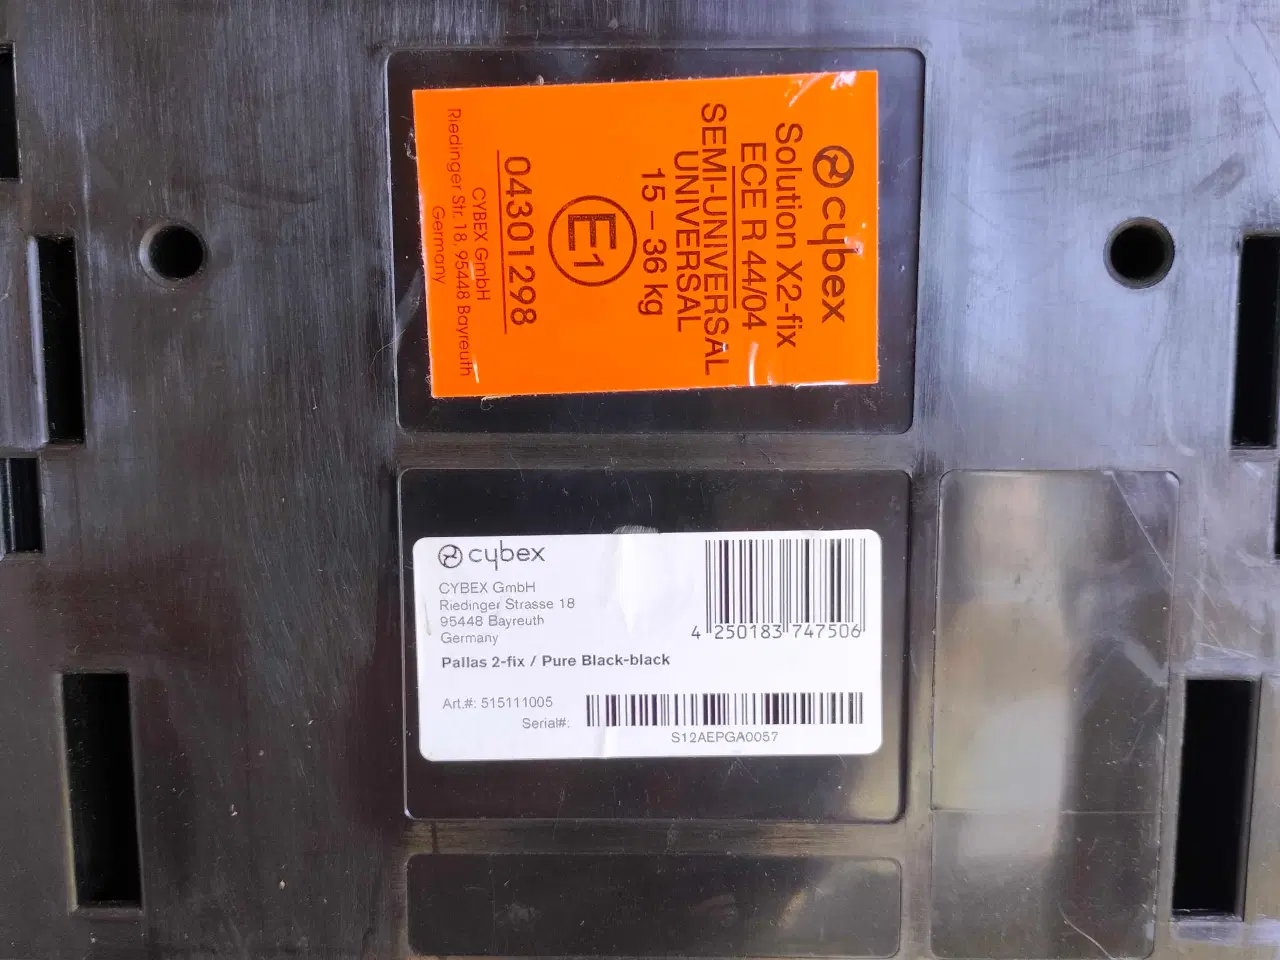 cybex
Solution X2-fix
ECE R 44/04
SEMI-UNIVERSAL
UNIVERSAL
15 – 36 kg
E1
04301298
CYBEX GmbH
Riedinger Str. 18, 95448 Bayreuth
Germany
cybex
CYBEX GmbH
Riedinger Strasse 18
95448 Bayreuth
Germany
4 250183 747506
Pallas 2-fix / Pure Black-black
Art.#: 515111005
Serial#:
S12AEPGA0057